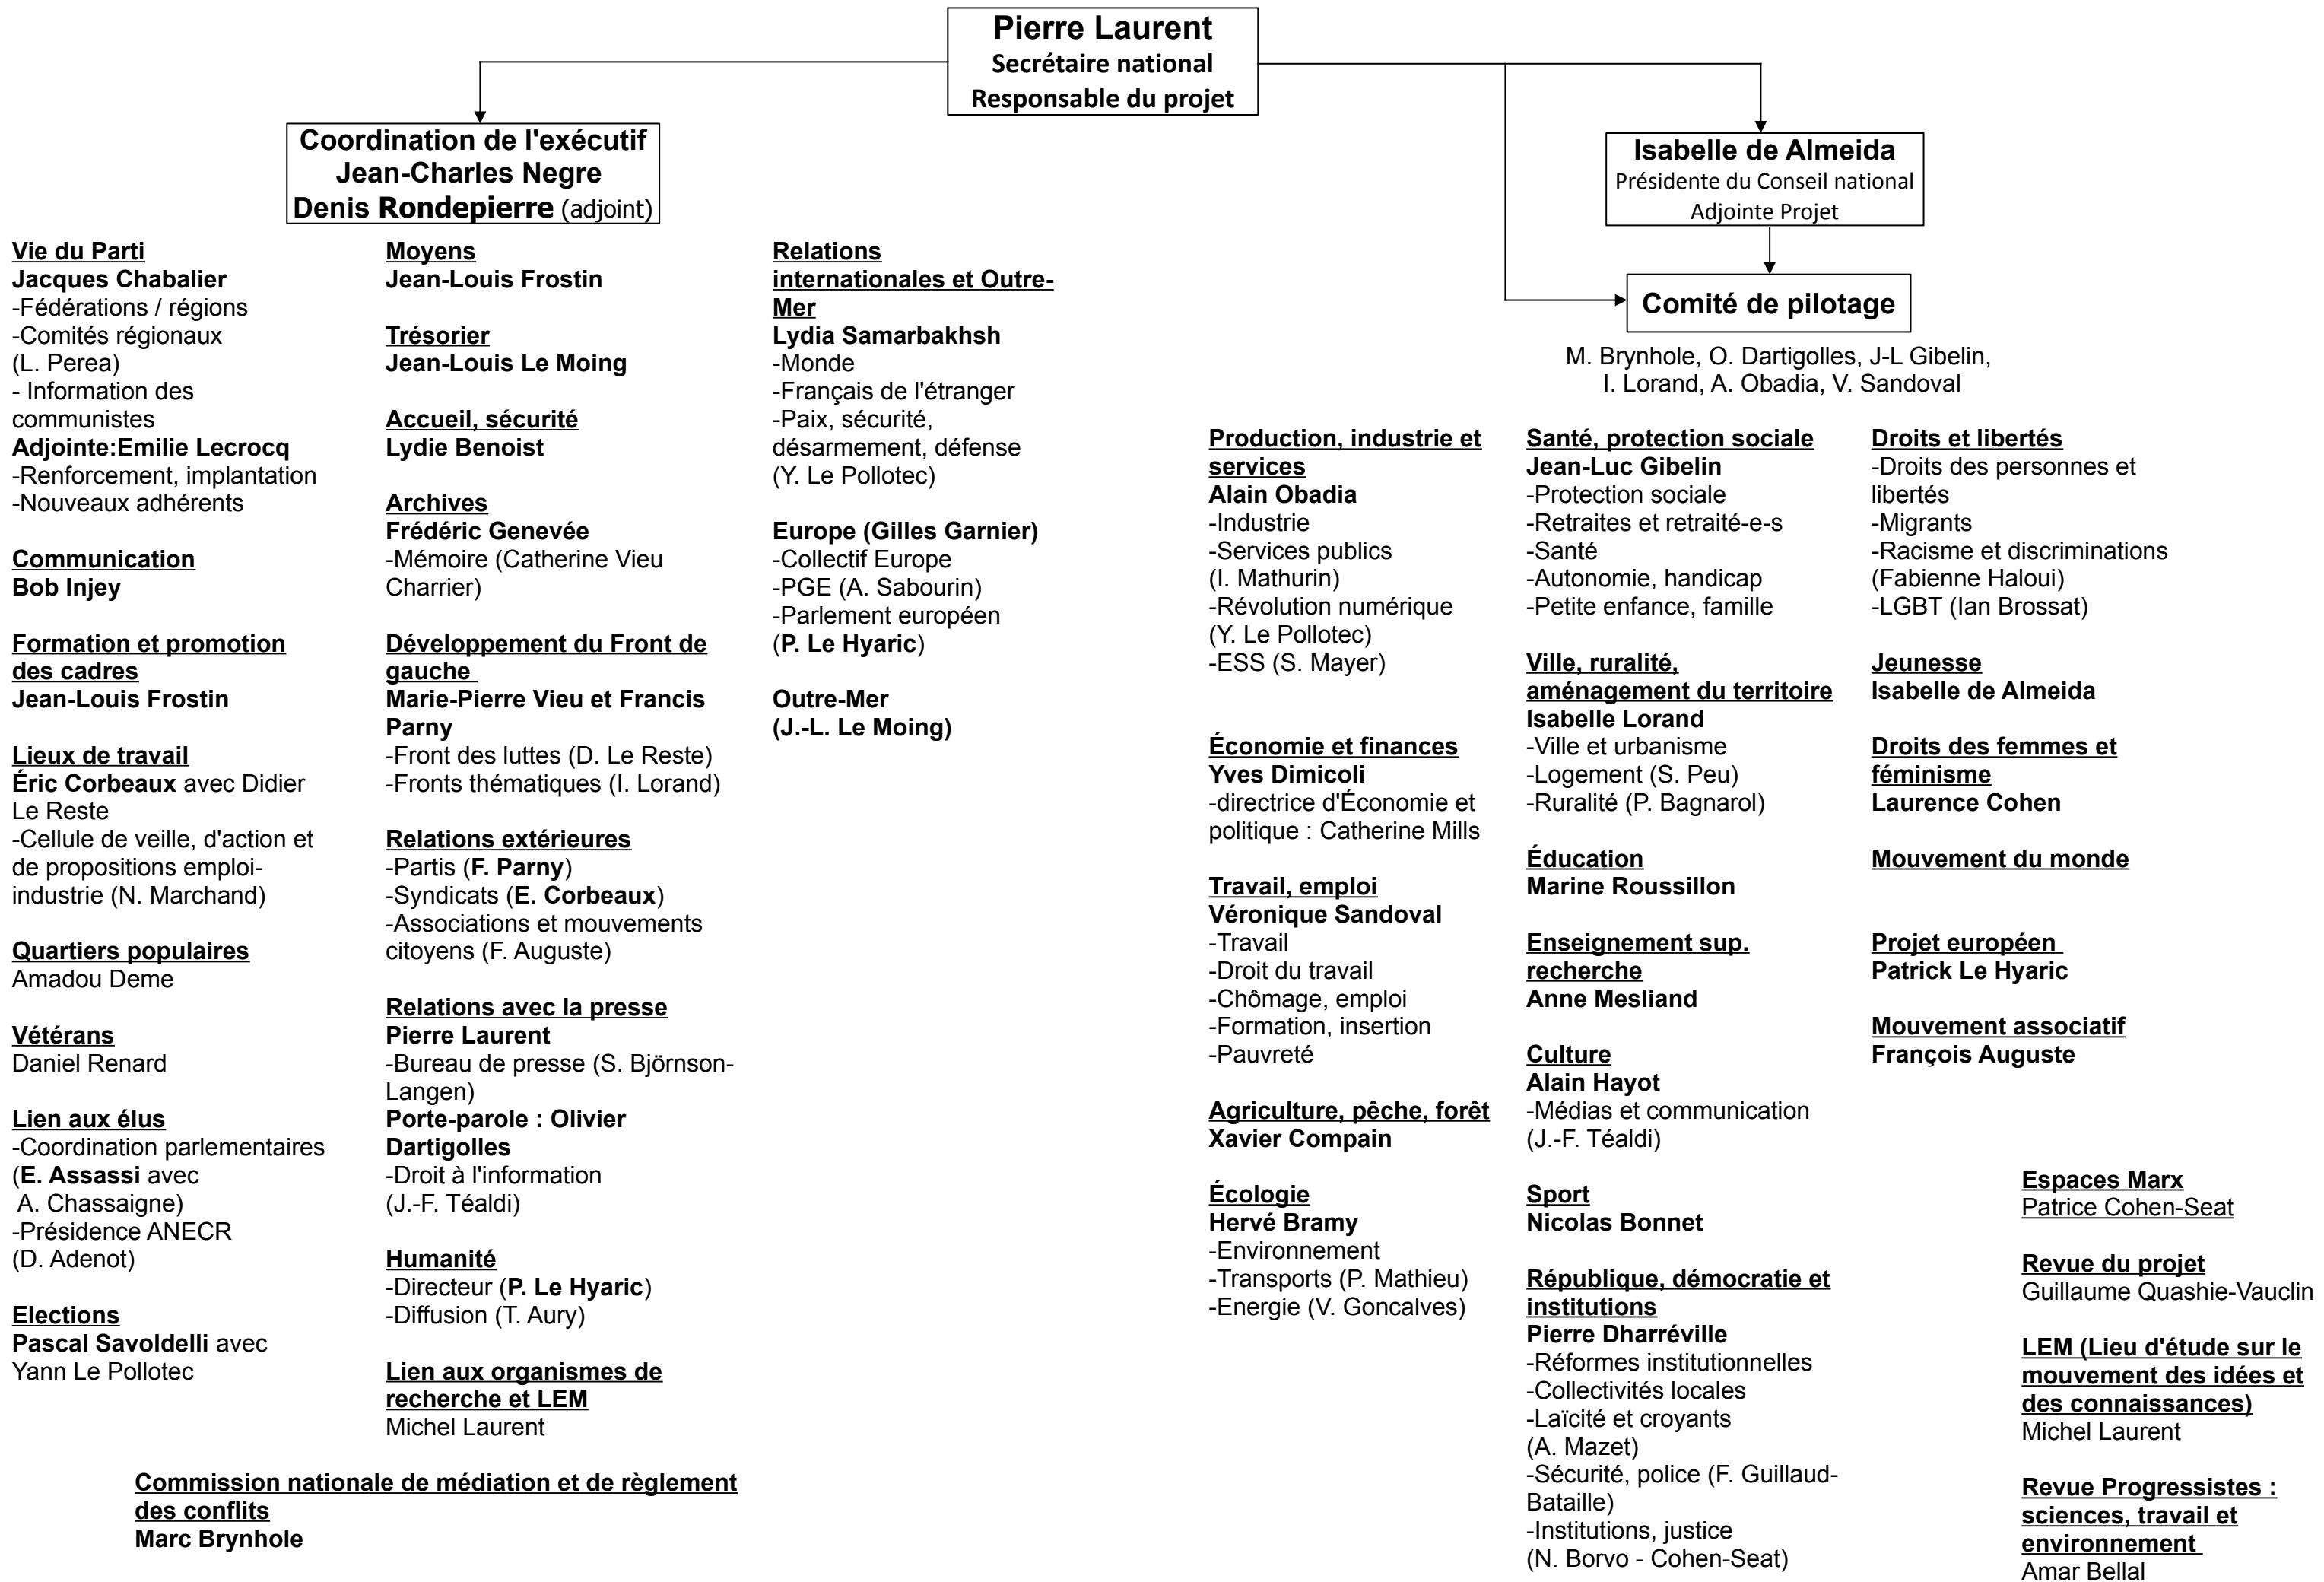 Pierre Laurent
Secrétaire national
Responsable du projet
Coordination de l'exécutif
Jean-Charles Negre
Denis Rondepierre (adjoint)
Isabelle de Almeida
Présidente du Conseil national
Adjointe Projet
Comité de pilotage
M. Brynhole, O. Dartigolles, J-L Gibelin,
I. Lorand, A. Obadia, V. Sandoval
Vie du Parti
Jacques Chabalier
-Fédérations / régions
-Comités régionaux
(L. Perea)
- Information des
communistes
Adjointe:Emilie Lecrocq
-Renforcement, implantation
-Nouveaux adhérents
Communication
Bob Injey
Formation et promotion
des cadres
Jean-Louis Frostin
Lieux de travail
Éric Corbeaux avec Didier
Le Reste
-Cellule de veille, d'action et
de propositions emploi-
industrie (N. Marchand)
Quartiers populaires
Amadou Deme
Vétérans
Daniel Renard
Lien aux élus
-Coordination parlementaires
(E. Assassi avec
A. Chassaigne)
-Présidence ANECR
(D. Adenot)
Elections
Pascal Savoldelli avec
Yann Le Pollotec
Moyens
Jean-Louis Frostin
Trésorier
Jean-Louis Le Moing
Accueil, sécurité
Lydie Benoist
Archives
Frédéric Genevée
-Mémoire (Catherine Vieu
Charrier)
Développement du Front de
gauche
Marie-Pierre Vieu et Francis
Parny
-Front des luttes (D. Le Reste)
-Fronts thématiques (I. Lorand)
Relations extérieures
-Partis (F. Parny)
-Syndicats (E. Corbeaux)
-Associations et mouvements
citoyens (F. Auguste)
Relations avec la presse
Pierre Laurent
-Bureau de presse (S. Björnson-
Langen)
Porte-parole : Olivier
Dartigolles
-Droit à l'information
(J.-F. Téaldi)
Humanité
-Directeur (P. Le Hyaric)
-Diffusion (T. Aury)
Lien aux organismes de
recherche et LEM
Michel Laurent
Commission nationale de médiation et de règlement
des conflits
Marc Brynhole
Relations
internationales et Outre-
Mer
Lydia Samarbakhsh
-Monde
-Français de l'étranger
-Paix, sécurité,
désarmement, défense
(Y. Le Pollotec)
Europe (Gilles Garnier)
-Collectif Europe
-PGE (A. Sabourin)
-Parlement européen
(P. Le Hyaric)
Outre-Mer
(J.-L. Le Moing)
Production, industrie et
services
Alain Obadia
-Industrie
-Services publics
(I. Mathurin)
-Révolution numérique
(Y. Le Pollotec)
-ESS (S. Mayer)
Économie et finances
Yves Dimicoli
-directrice d'Économie et
politique : Catherine Mills
Travail, emploi
Véronique Sandoval
-Travail
-Droit du travail
-Chômage, emploi
-Formation, insertion
-Pauvreté
Agriculture, pêche, forêt
Xavier Compain
Écologie
Hervé Bramy
-Environnement
-Transports (P. Mathieu)
-Energie (V. Goncalves)
Santé, protection sociale
Jean-Luc Gibelin
-Protection sociale
-Retraites et retraité-e-s
-Santé
-Autonomie, handicap
-Petite enfance, famille
Ville, ruralité,
aménagement du territoire
Isabelle Lorand
-Ville et urbanisme
-Logement (S. Peu)
-Ruralité (P. Bagnarol)
Éducation
Marine Roussillon
Enseignement sup.
recherche
Anne Mesliand
Culture
Alain Hayot
-Médias et communication
(J.-F. Téaldi)
Sport
Nicolas Bonnet
République, démocratie et
institutions
Pierre Dharréville
-Réformes institutionnelles
-Collectivités locales
-Laïcité et croyants
(A. Mazet)
-Sécurité, police (F. Guillaud-
Bataille)
-Institutions, justice
(N. Borvo - Cohen-Seat)
Droits et libertés
-Droits des personnes et
libertés
-Migrants
-Racisme et discriminations
(Fabienne Haloui)
-LGBT (Ian Brossat)
Jeunesse
Isabelle de Almeida
Droits des femmes et
féminisme
Laurence Cohen
Mouvement du monde
Projet européen
Patrick Le Hyaric
Mouvement associatif
François Auguste
Espaces Marx
Patrice Cohen-Seat
Revue du projet
Guillaume Quashie-Vauclin
LEM (Lieu d'étude sur le
mouvement des idées et
des connaissances)
Michel Laurent
Revue Progressistes :
sciences, travail et
environnement
Amar Bellal